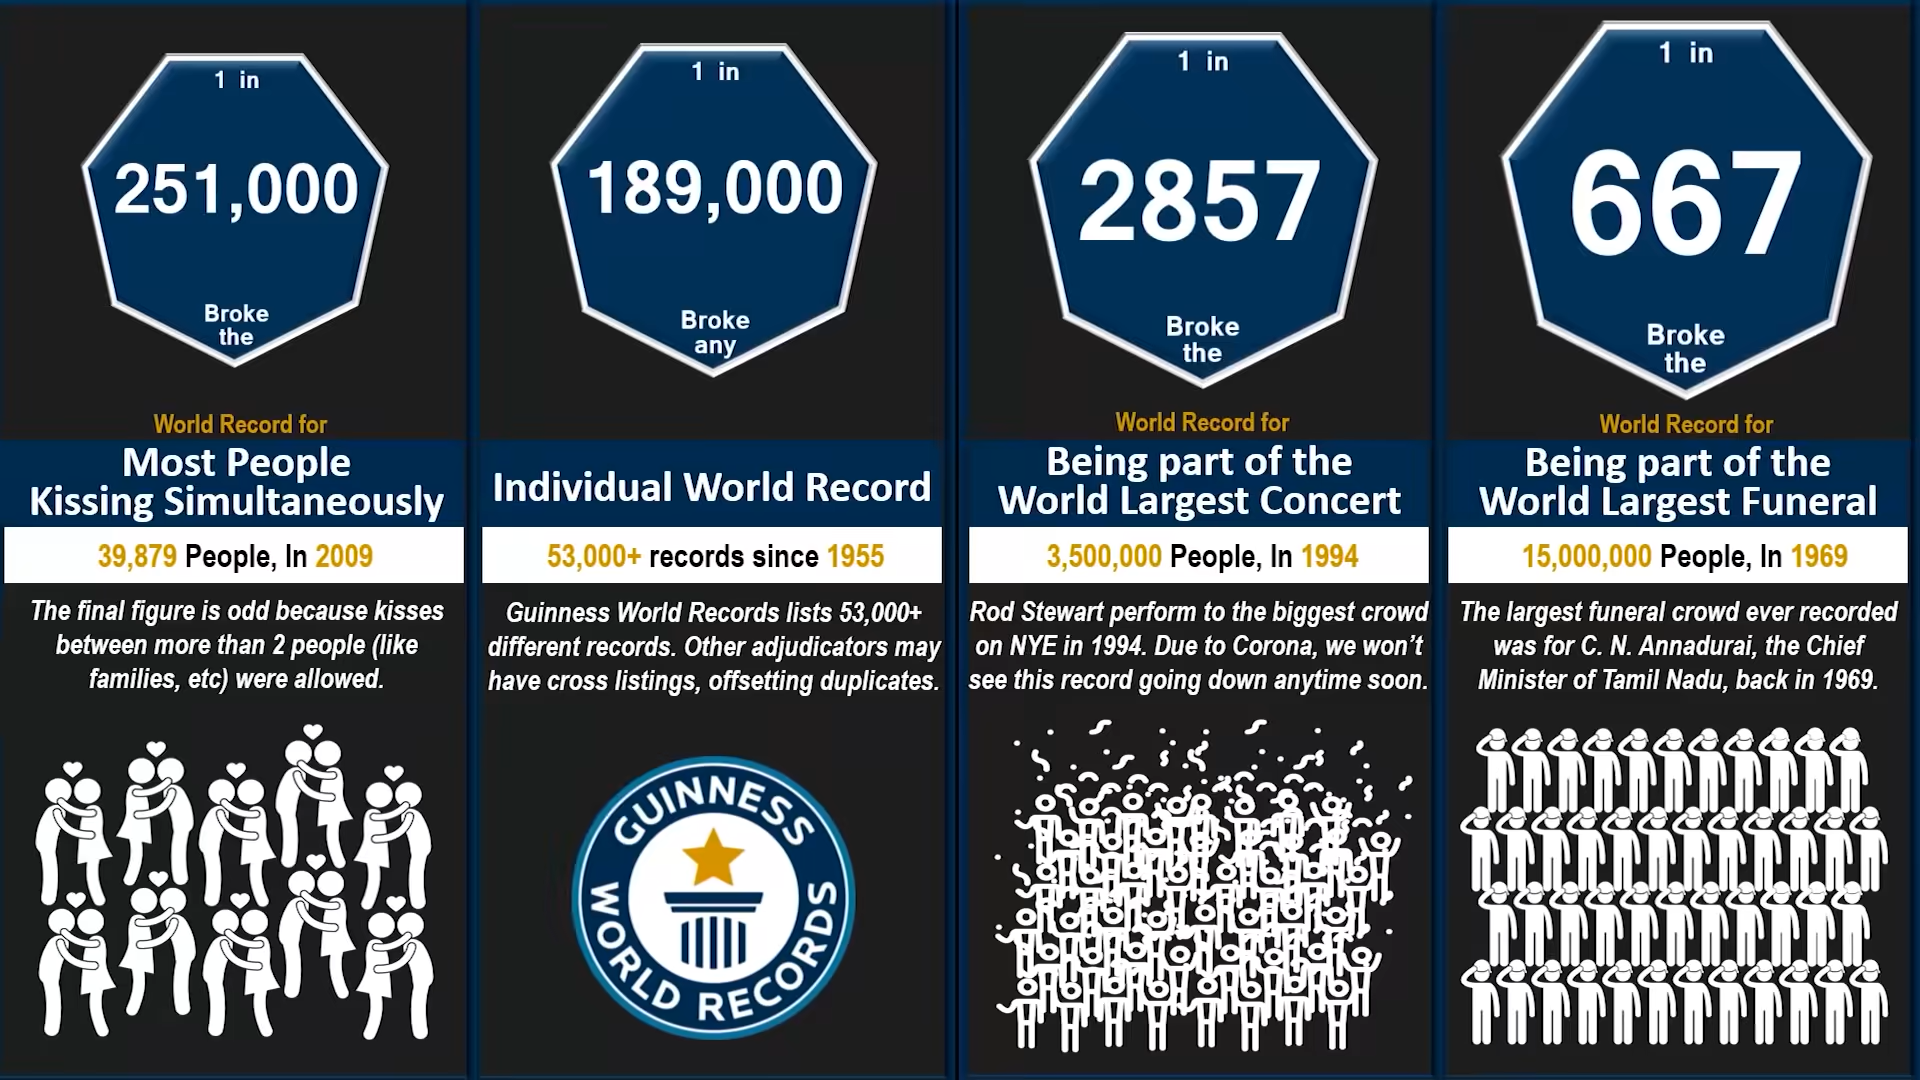 1 in
251,000
Broke
the
World Record for
Most People
Kissing Simultaneously
39,879 People, In 2009
The final figure is odd because kisses
between more than 2 people (like
families, etc) were allowed.
1 in
189,000
Broke
any
Individual World Record
53,000+ records since 1955
Guinness World Records lists 53,000+
different records. Other adjudicators may
have cross listings, offsetting duplicates.
GUINNESS
WORLD RECORDS
1 in
2857
Broke
the
World Record for
Being part of the
World Largest Concert
3,500,000 People, In 1994
Rod Stewart perform to the biggest crowd
on NYE in 1994. Due to Corona, we won't
see this record going down anytime soon.
1 in
667
Broke
the
World Record for
Being part of the
World Largest Funeral
15,000,000 People, In 1969
The largest funeral crowd ever recorded
was for C. N. Annadurai, the Chief
Minister of Tamil Nadu, back in 1969.